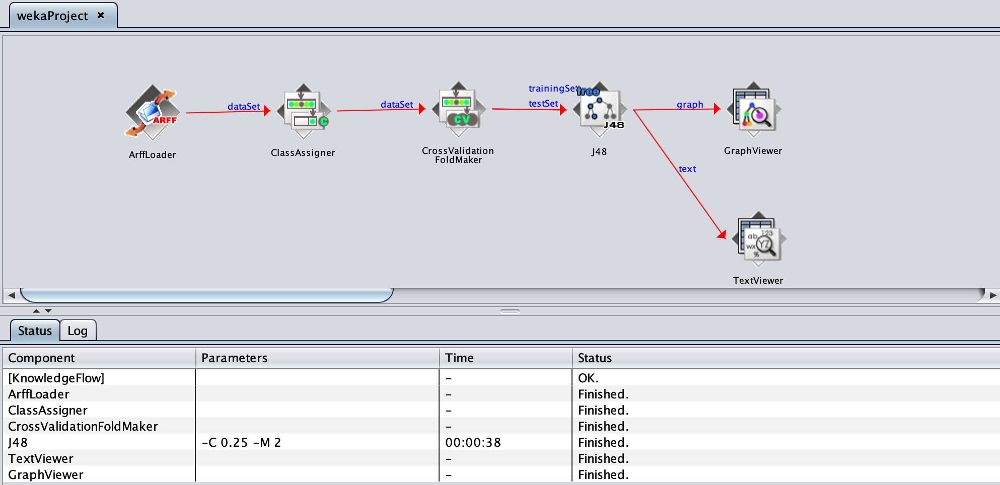 wekaProject ✖
dataSet
dataSet
trainingSet
testSet
graph
text
ARFF
ArffLoader
C
ClassAssigner
CV
CrossValidation
FoldMaker
tree
J48
J48
GraphViewer
ab 123
wx YZ
%
TextViewer
Status Log
Component Parameters Time Status
[KnowledgeFlow] – OK.
ArffLoader – Finished.
ClassAssigner – Finished.
CrossValidationFoldMaker – Finished.
J48 –C 0.25 –M 2 00:00:38 Finished.
TextViewer – Finished.
GraphViewer – Finished.